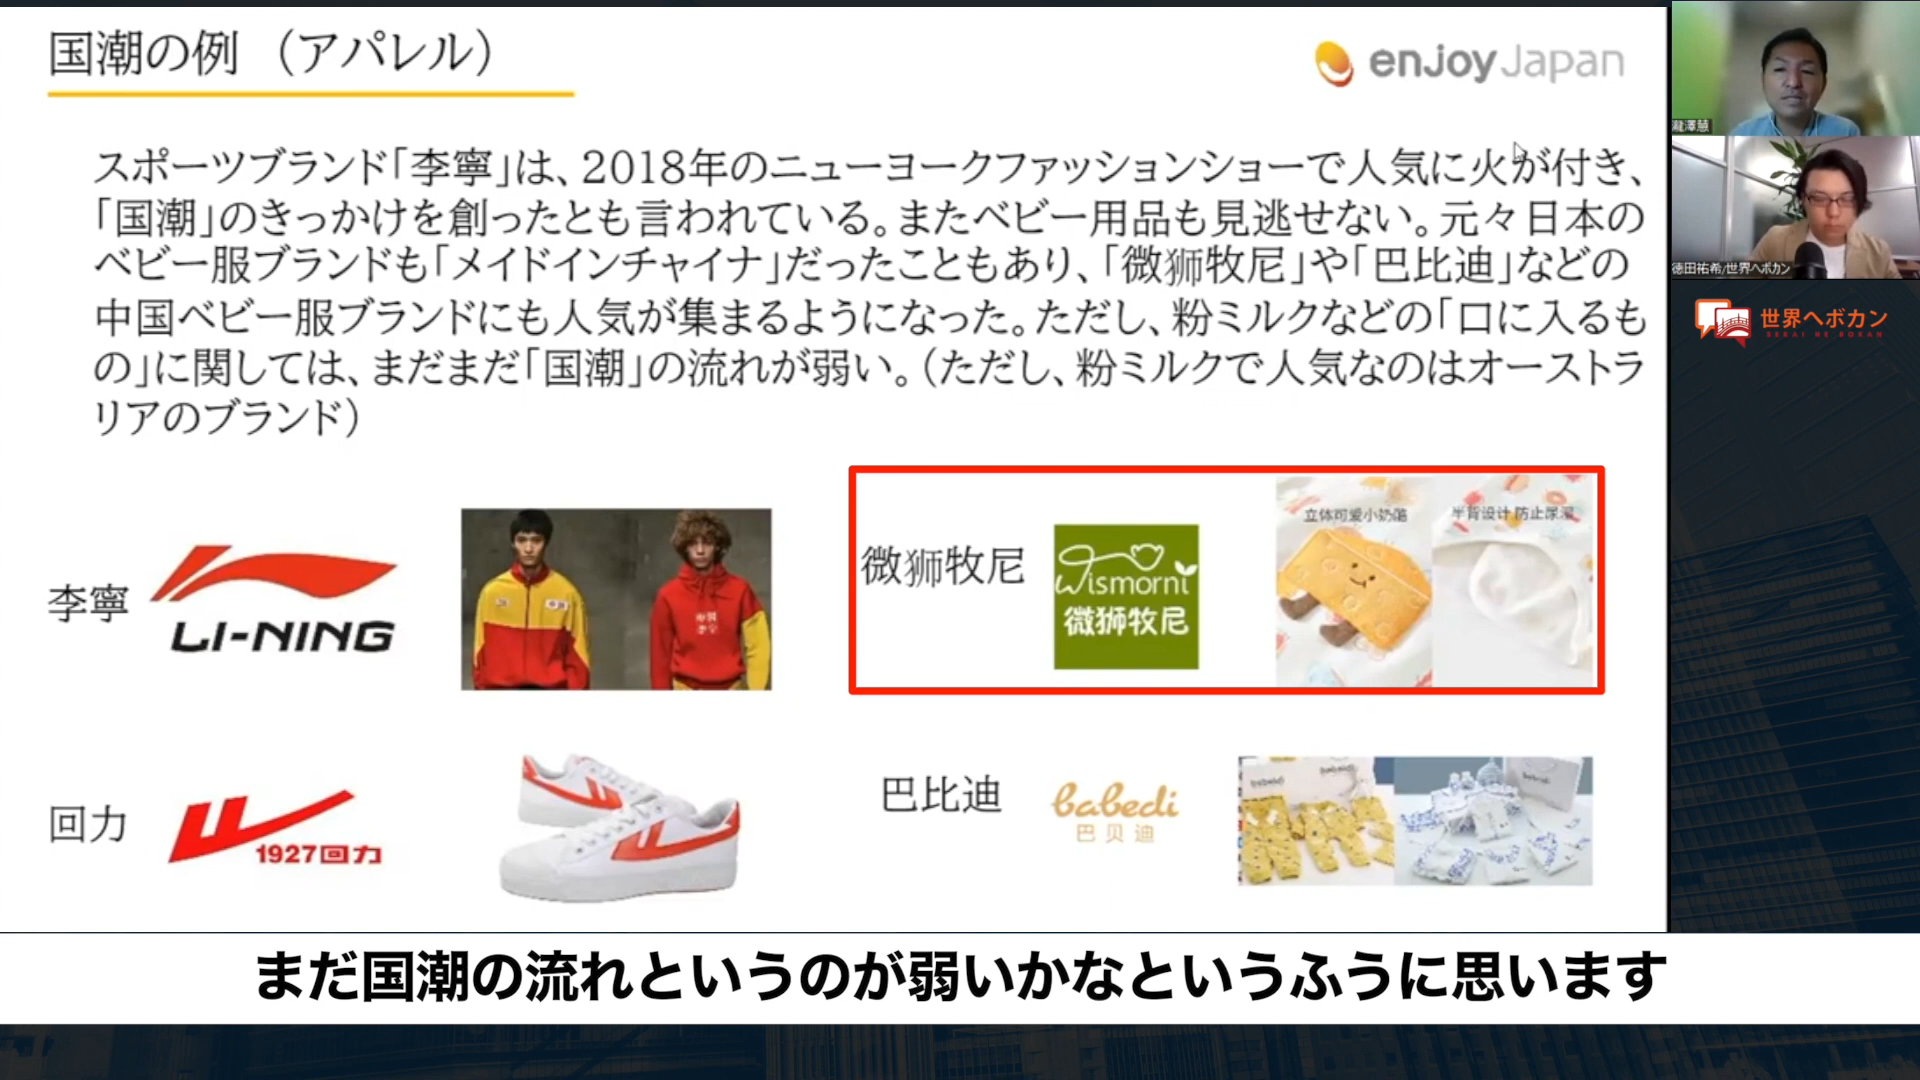 国潮の例 （アパレル）
enjoyJapan
スポーツブランド「李寧」は、2018年のニューヨークファッションショーで人気に火が付き、
「国潮」のきっかけを創ったとも言われている。またベビー用品も見逃せない。元々日本の
ベビー服ブランドも「メイドインチャイナ」だったこともあり、「微狮牧尼」や「巴比迪」などの
中国ベビー服ブランドにも人気が集まるようになった。ただし、粉ミルクなどの「口に入るも
の」に関しては、まだまだ「国潮」の流れが弱い。（ただし、粉ミルクで人気なのはオーストラ
リアのブランド）
李寧
LI-NING
微狮牧尼
Wismorni
微狮牧尼
立体可爱小奶酪
半背设计 防止尿湿
回力
1927回力
巴比迪
babedi
巴贝迪
瀧澤慧
徳田祐希/世界へボカン
世界へボカン
SEKAI HE BOKAN
まだ国潮の流れというのが弱いかなというふうに思います